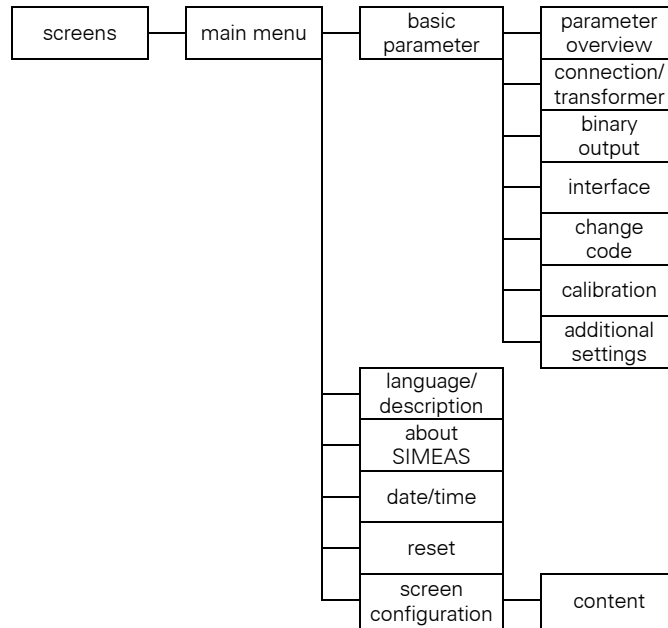 screens
main menu
basic
parameter
parameter
overview
connection/
transformer
binary
output
interface
change
code
calibration
additional
settings
language/
description
about
SIMEAS
date/time
reset
screen
configuration
content